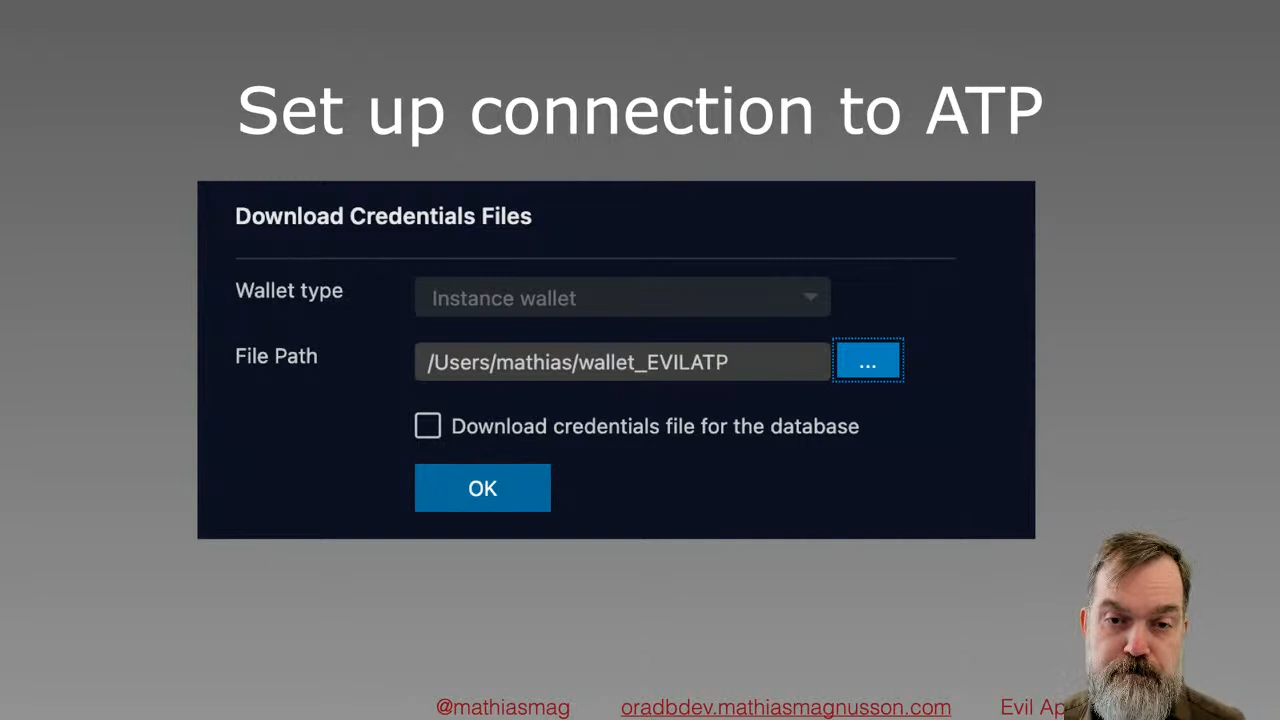 Set up connection to ATP
Download Credentials Files
Wallet type
Instance wallet
File Path
/Users/mathias/wallet_EVILATP
...
Download credentials file for the database
OK
@mathiasmag oradbdev.mathiasmagnusson.com Evil